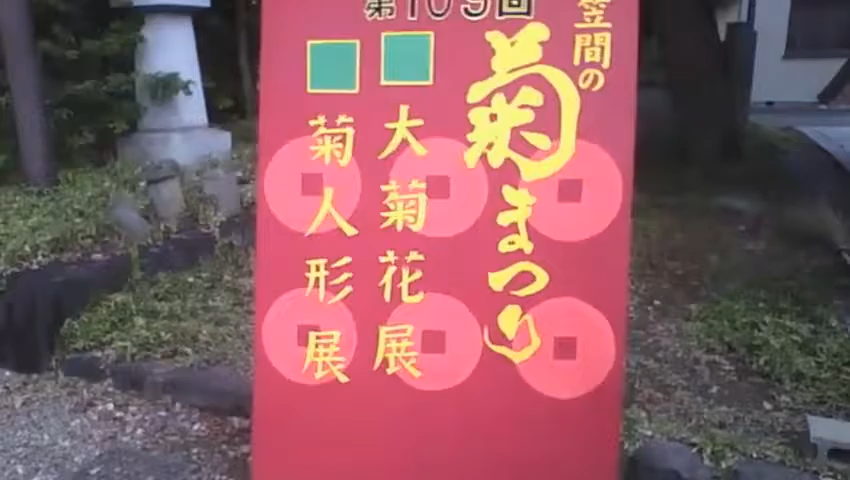 第109回
笠間の
菊まつり
大菊花展
菊人形展